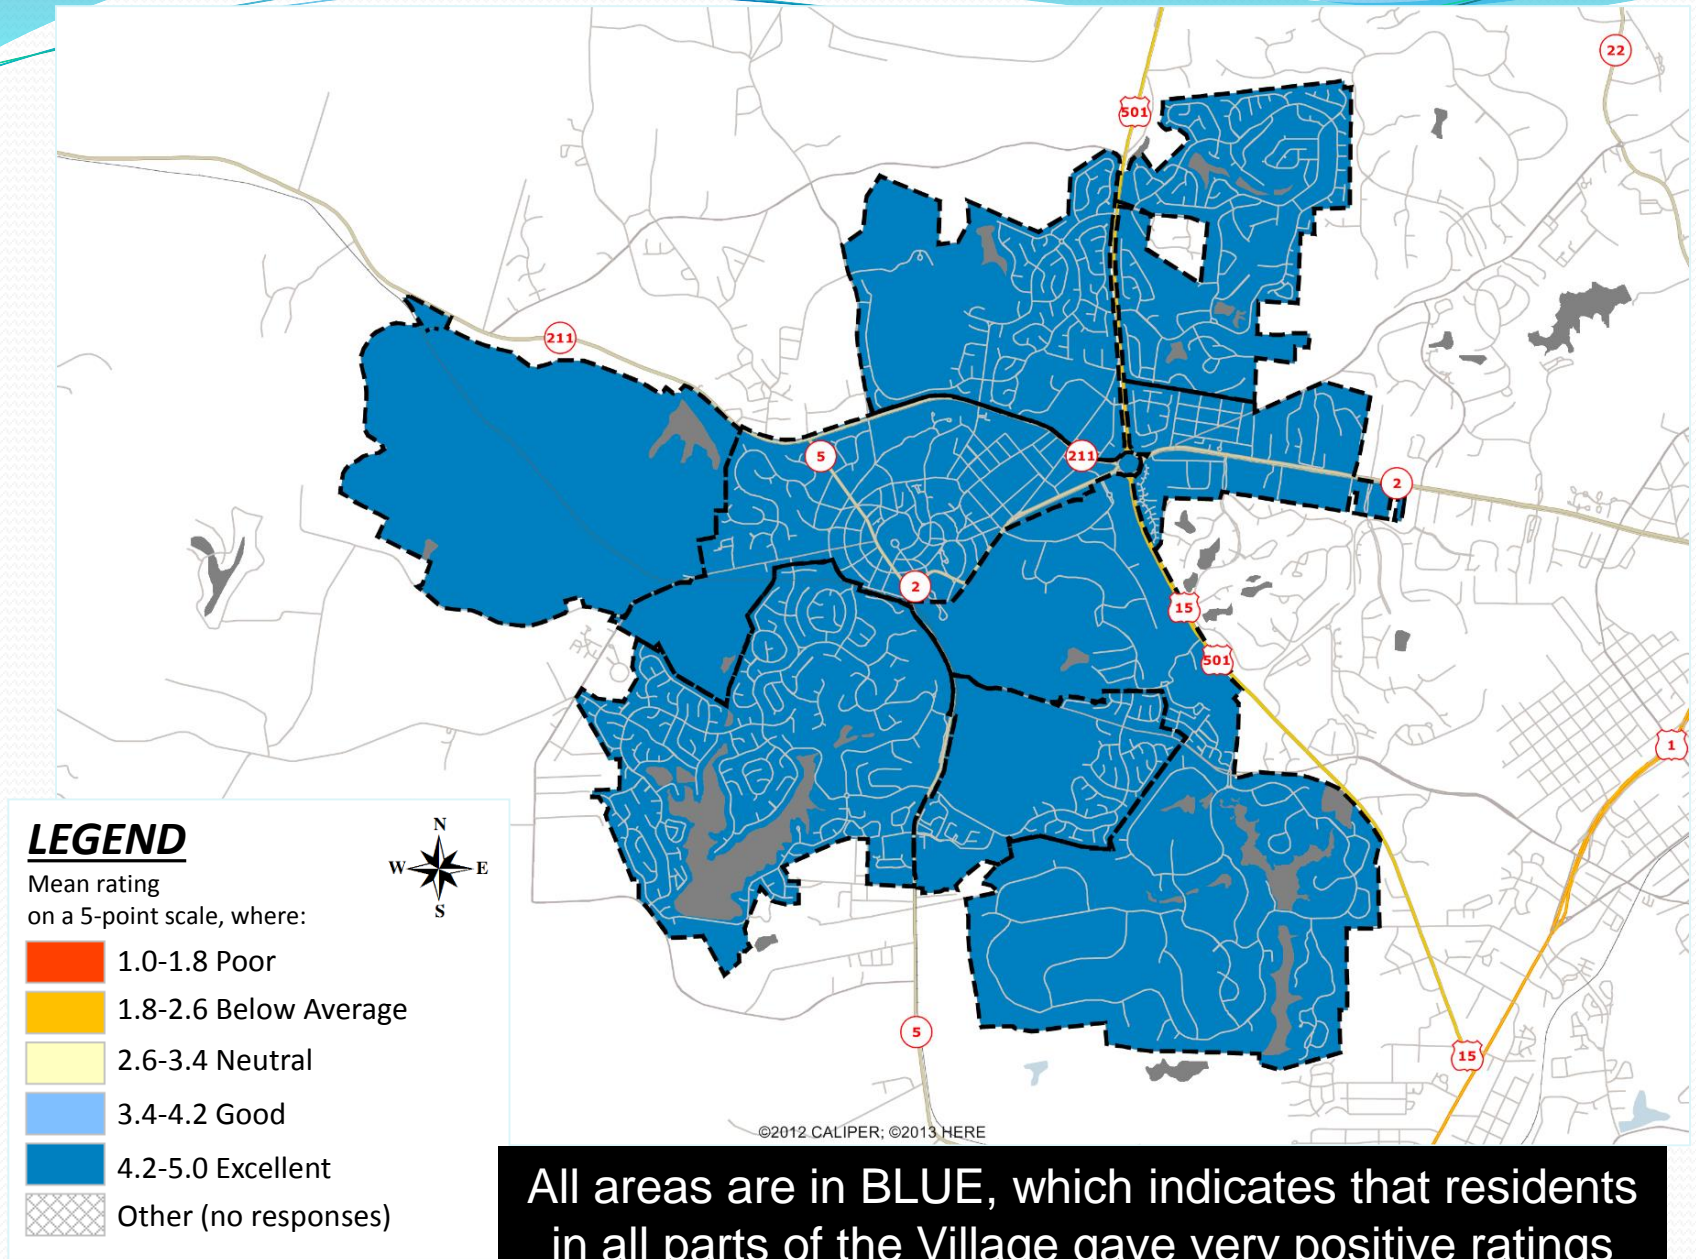 22
501
211
5
211
2
2
15
501
1
5
15
LEGEND
Mean rating
on a 5-point scale, where:
N
W E
S
1.0-1.8 Poor
1.8-2.6 Below Average
2.6-3.4 Neutral
3.4-4.2 Good
4.2-5.0 Excellent
Other (no responses)
©2012 CALIPER; ©2013 HERE
All areas are in BLUE, which indicates that residents
in all parts of the Village gave very positive ratings